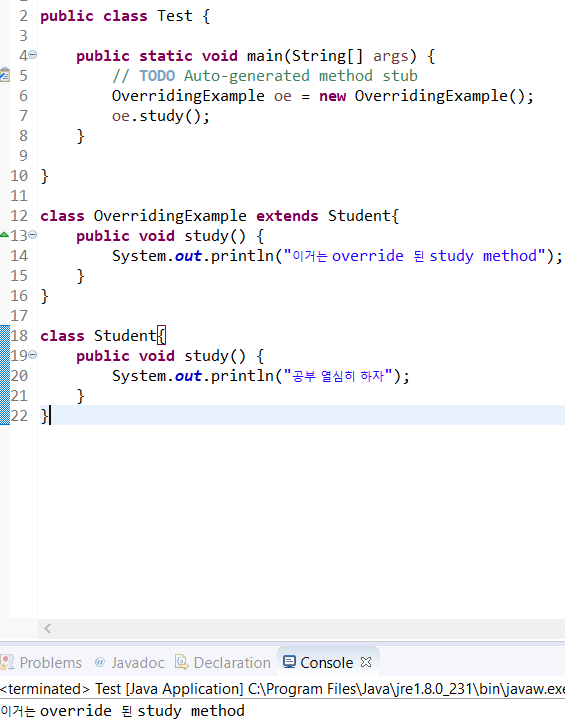 2 public class Test {
3
4 public static void main(String[] args) {
5 // TODO Auto-generated method stub
6 OverridingExample oe = new OverridingExample();
7 oe.study();
8 }
9
10 }
11
12 class OverridingExample extends Student{
13 public void study() {
14 System.out.println("이거는 override 된 study method");
15 }
16 }
17
18 class Student{
19 public void study() {
20 System.out.println("공부 열심히 하자");
21 }
22 }
Problems @ Javadoc Declaration Console
<terminated> Test [Java Application] C:\Program Files\Java\jre1.8.0_231\bin\javaw.exe
이거는 override 된 study method